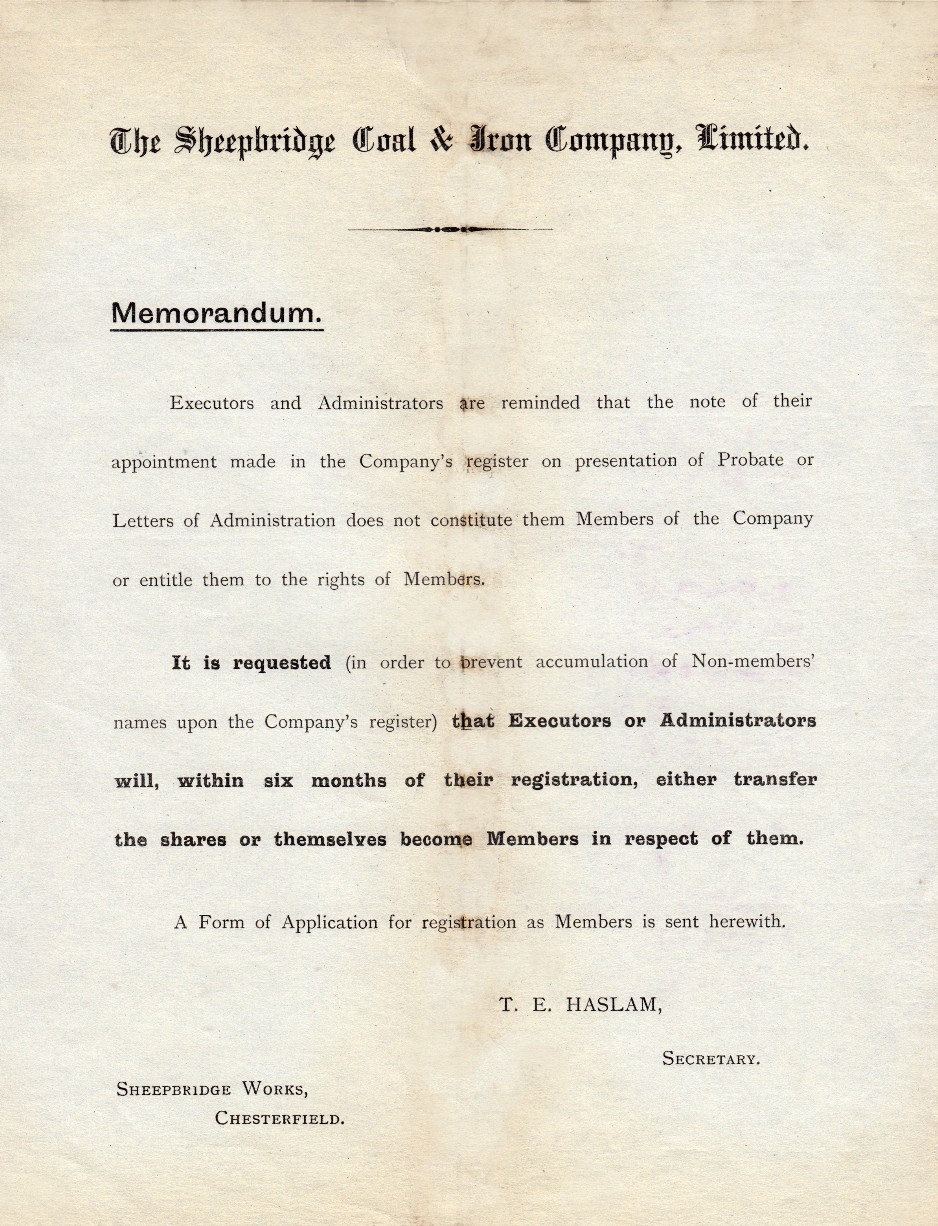 The Sheepbridge Coal & Iron Company, Limited.
Memorandum.
Executors and Administrators are reminded that the note of their
appointment made in the Company's register on presentation of Probate or
Letters of Administration does not constitute them Members of the Company
or entitle them to the rights of Members.
It is requested (in order to prevent accumulation of Non-members'
names upon the Company's register) that Executors or Administrators
will, within six months of their registration, either transfer
the shares or themselves become Members in respect of them.
A Form of Application for registration as Members is sent herewith.
T. E. HASLAM,
SECRETARY.
SHEEPBRIDGE WORKS,
CHESTERFIELD.